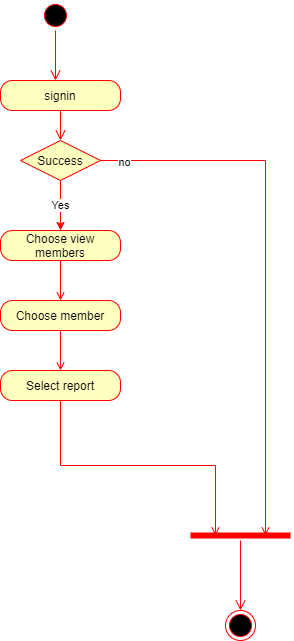 signin
Success
no
Yes
Choose view
members
Choose member
Select report